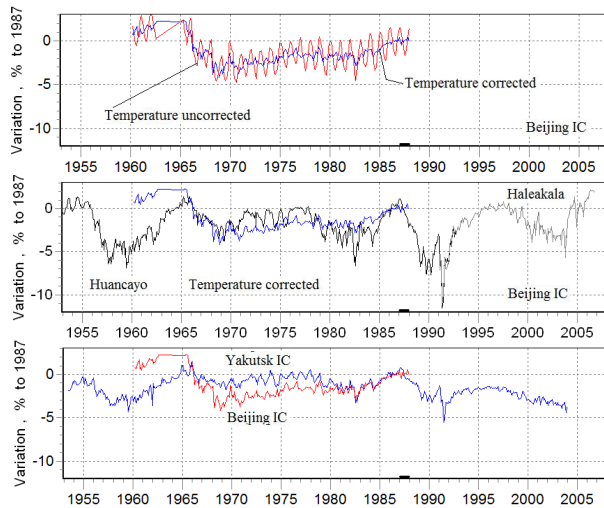 Variation , % to 1987
0
-5
-10
Temperature corrected
Temperature uncorrected
Beijing IC
1955 1960 1965 1970 1975 1980 1985 1990 1995 2000 2005
Variation , % to 1987
0
-5
-10
Haleakala
Huancayo
Temperature corrected
Beijing IC
1955 1960 1965 1970 1975 1980 1985 1990 1995 2000 2005
Variation , % to 1987
0
-5
-10
Yakutsk IC
Beijing IC
1955 1960 1965 1970 1975 1980 1985 1990 1995 2000 2005